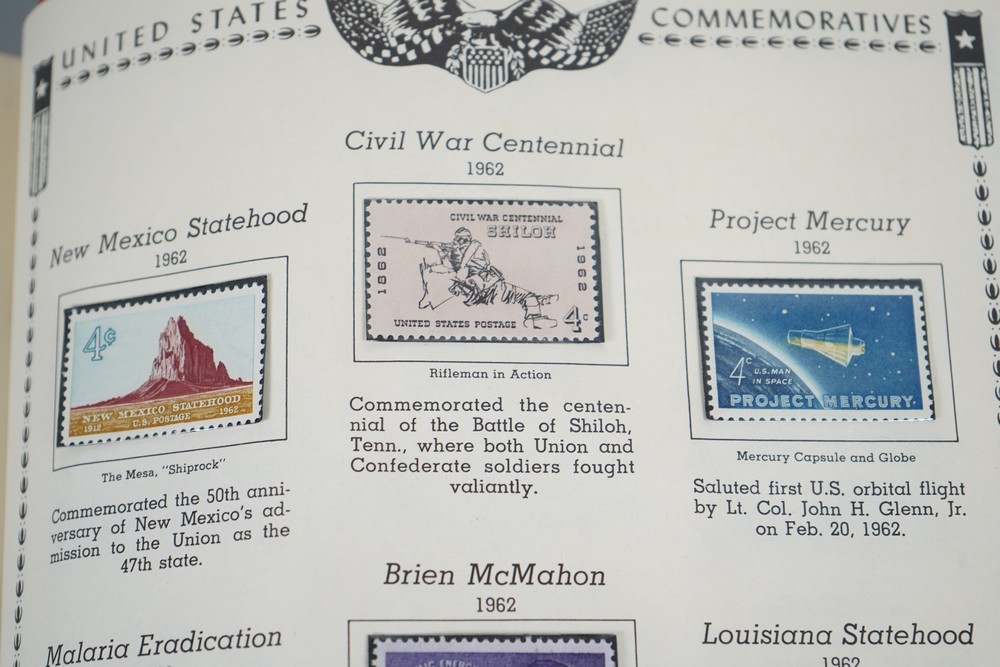 UNITED STATES
COMMEMORATIVES
Civil War Centennial
1962
CIVIL WAR CENTENNIAL
SHILOH
1862
1962
UNITED STATES POSTAGE
4c
Rifleman in Action
Commemorated the centen-
nial of the Battle of Shiloh,
Tenn., where both Union and
Confederate soldiers fought
valiantly.
New Mexico Statehood
1962
4c
NEW MEXICO STATEHOOD
1912
U.S. POSTAGE
1962
The Mesa, "Shiprock"
Commemorated the 50th anni-
versary of New Mexico's ad-
mission to the Union as the
47th state.
Project Mercury
1962
4c
U.S. MAN
IN SPACE
PROJECT MERCURY
Mercury Capsule and Globe
Saluted first U.S. orbital flight
by Lt. Col. John H. Glenn, Jr.
on Feb. 20, 1962.
Brien McMahon
1962
Malaria Eradication
Louisiana Statehood
1962